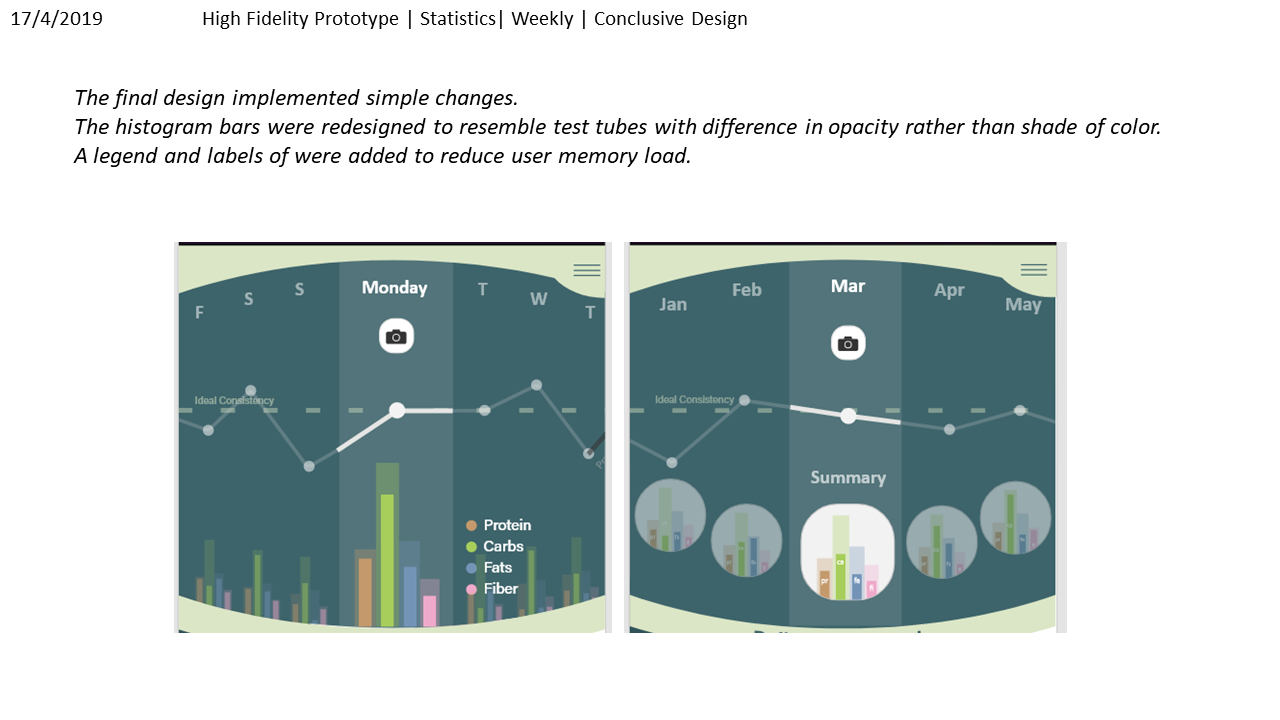 17/4/2019 High Fidelity Prototype | Statistics| Weekly | Conclusive Design
The final design implemented simple changes.
The histogram bars were redesigned to resemble test tubes with difference in opacity rather than shade of color.
A legend and labels of were added to reduce user memory load.
F S S Monday T W T
Ideal Consistency
Protein
Carbs
Fats
Fiber
Jan Feb Mar Apr May
Ideal Consistency
Summary
pr ca fa fi